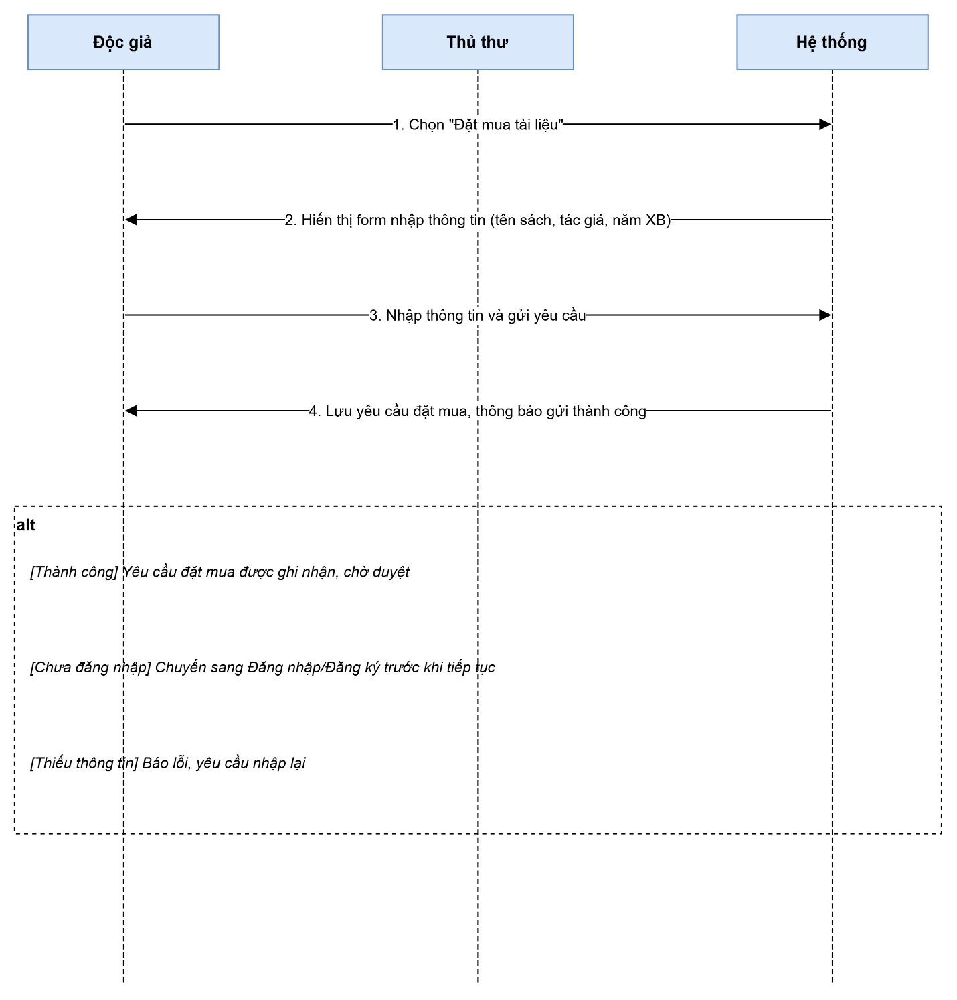 Độc giả
Thủ thư
Hệ thống
1. Chọn "Đặt mua tài liệu"
2. Hiển thị form nhập thông tin (tên sách, tác giả, năm XB)
3. Nhập thông tin và gửi yêu cầu
4. Lưu yêu cầu đặt mua, thông báo gửi thành công
alt
[Thành công] Yêu cầu đặt mua được ghi nhận, chờ duyệt
[Chưa đăng nhập] Chuyển sang Đăng nhập/Đăng ký trước khi tiếp tục
[Thiếu thông tin] Báo lỗi, yêu cầu nhập lại